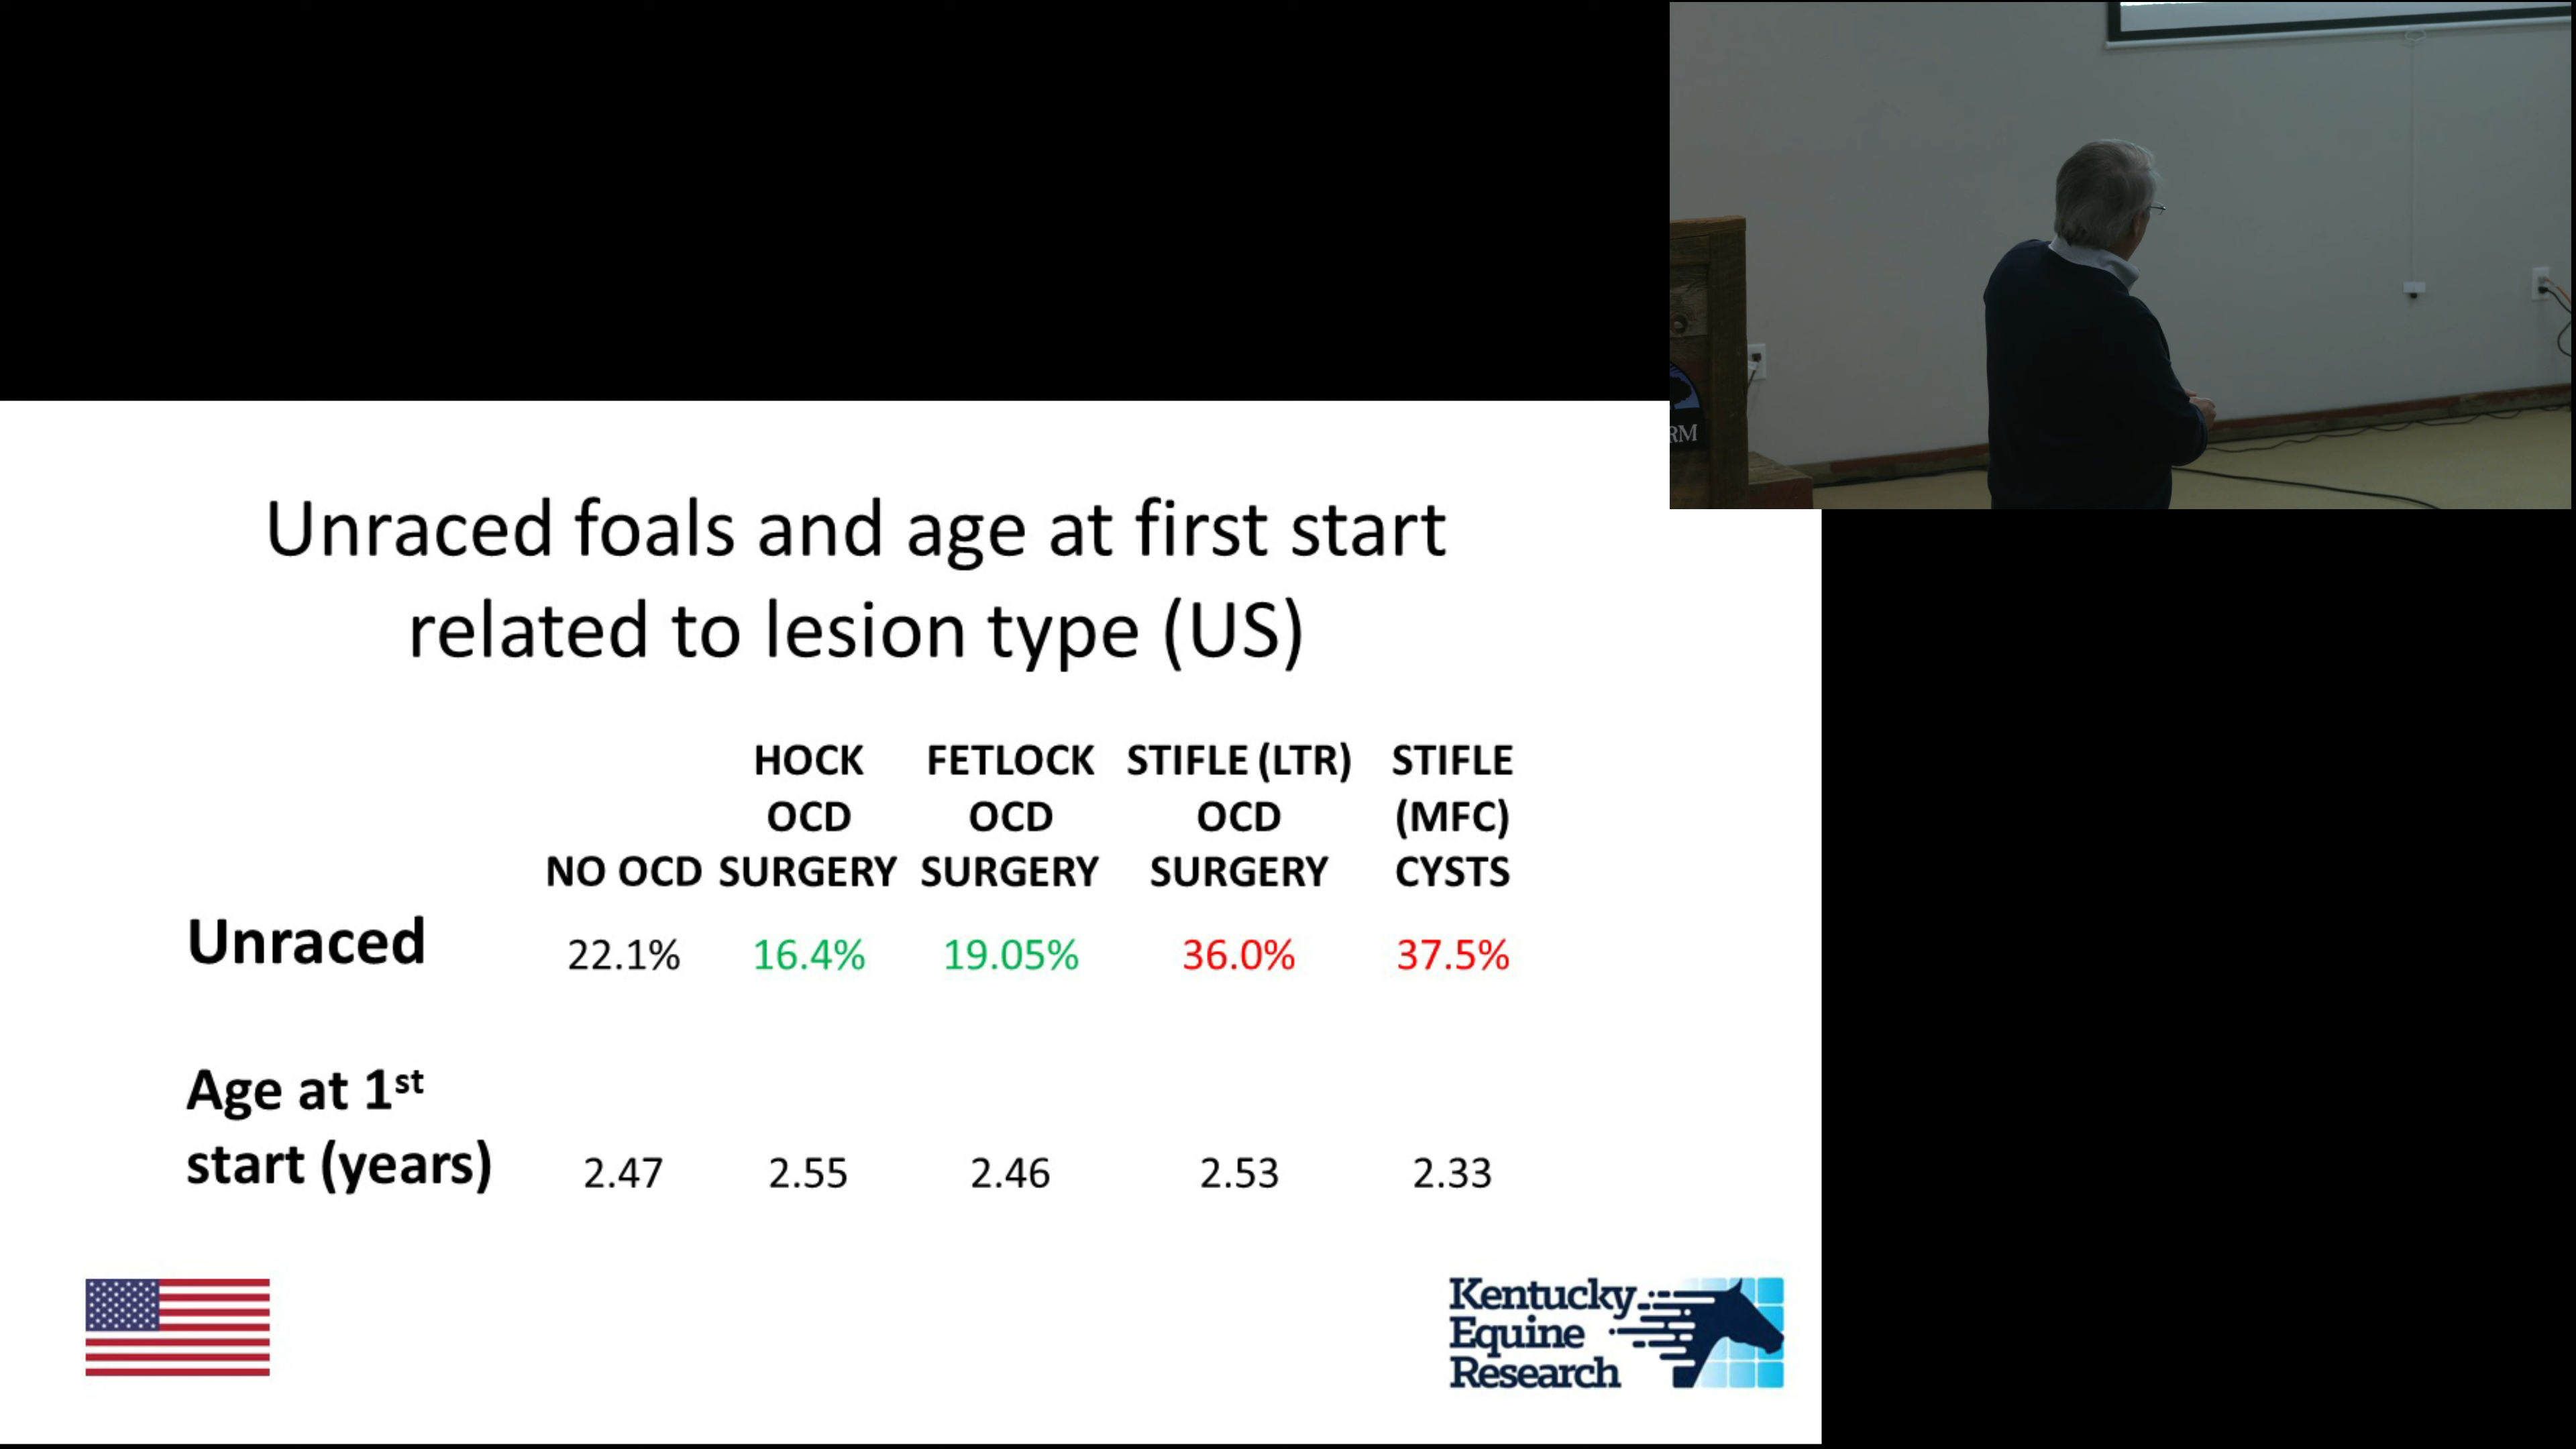 Unraced foals and age at first start
related to lesion type (US)
HOCK FETLOCK STIFLE (LTR) STIFLE
OCD OCD OCD (MFC)
NO OCD SURGERY SURGERY SURGERY CYSTS
Unraced 22.1% 16.4% 19.05% 36.0% 37.5%
Age at 1st
start (years) 2.47 2.55 2.46 2.53 2.33
Kentucky
Equine
Research
RM